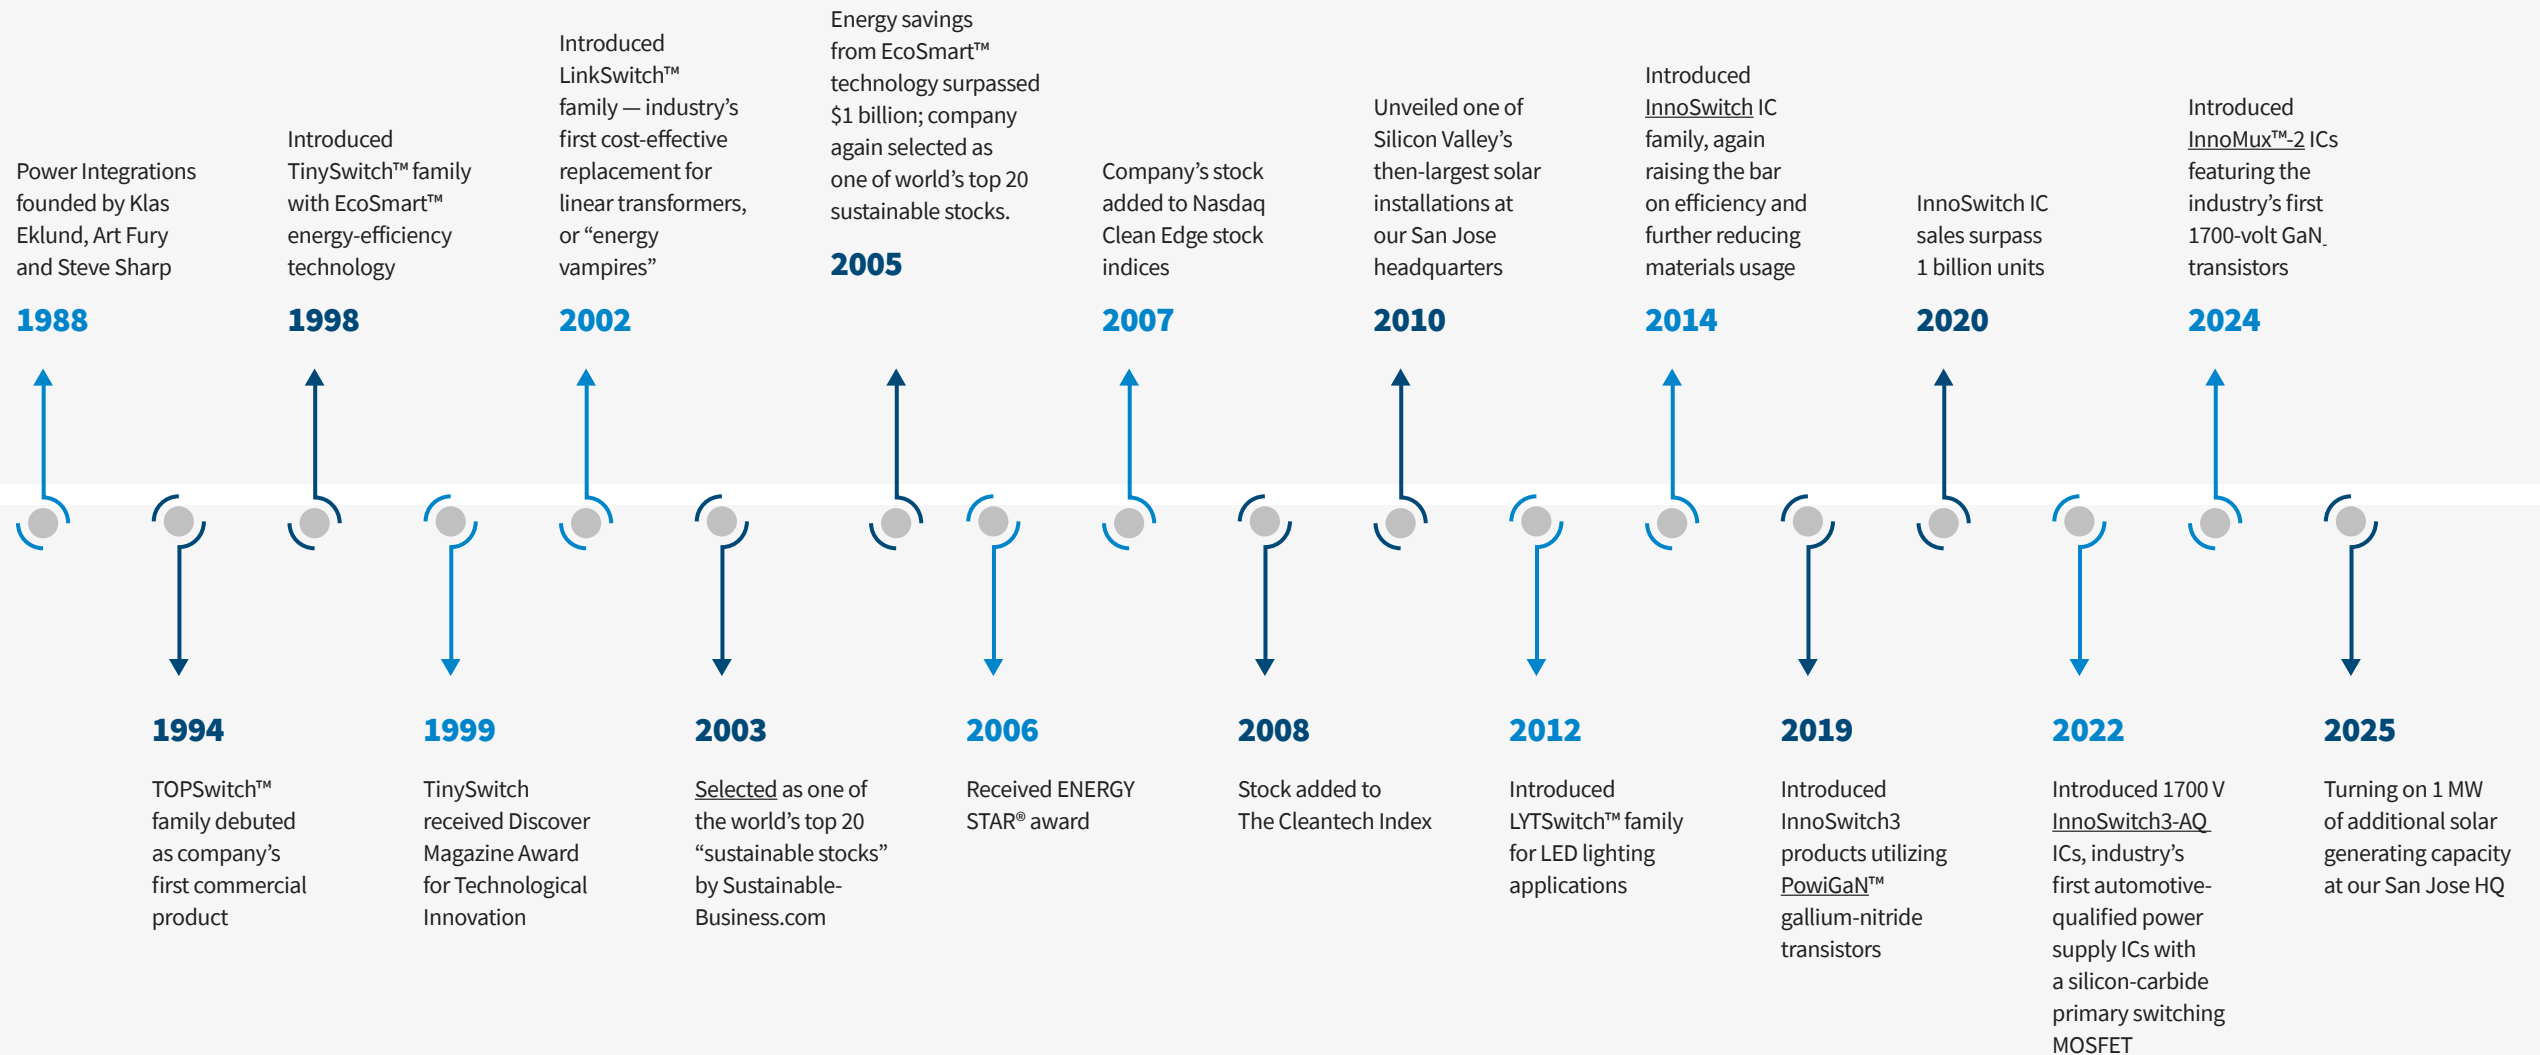 Power Integrations
founded by Klas
Eklund, Art Fury
and Steve Sharp
1988
Introduced
TinySwitch™ family
with EcoSmart™
energy-efficiency
technology
1998
Introduced
LinkSwitch™
family — industry’s
first cost-effective
replacement for
linear transformers,
or “energy
vampires”
2002
Energy savings
from EcoSmart™
technology surpassed
$1 billion; company
again selected as
one of world’s top 20
sustainable stocks.
2005
Company’s stock
added to Nasdaq
Clean Edge stock
indices
2007
Unveiled one of
Silicon Valley’s
then-largest solar
installations at
our San Jose
headquarters
2010
Introduced
InnoSwitch IC
family, again
raising the bar
on efficiency and
further reducing
materials usage
2014
InnoSwitch IC
sales surpass
1 billion units
2020
Introduced
InnoMux™-2 ICs
featuring the
industry’s first
1700-volt GaN
transistors
2024
1994
TOPSwitch™
family debuted
as company’s
first commercial
product
1999
TinySwitch
received Discover
Magazine Award
for Technological
Innovation
2003
Selected as one of
the world’s top 20
“sustainable stocks”
by Sustainable-
Business.com
2006
Received ENERGY
STAR® award
2008
Stock added to
The Cleantech Index
2012
Introduced
LYTSwitch™ family
for LED lighting
applications
2019
Introduced
InnoSwitch3
products utilizing
PowiGaN™
gallium-nitride
transistors
2022
Introduced 1700 V
InnoSwitch3-AQ
ICs, industry’s
first automotive-
qualified power
supply ICs with
a silicon-carbide
primary switching
MOSFET
2025
Turning on 1 MW
of additional solar
generating capacity
at our San Jose HQ